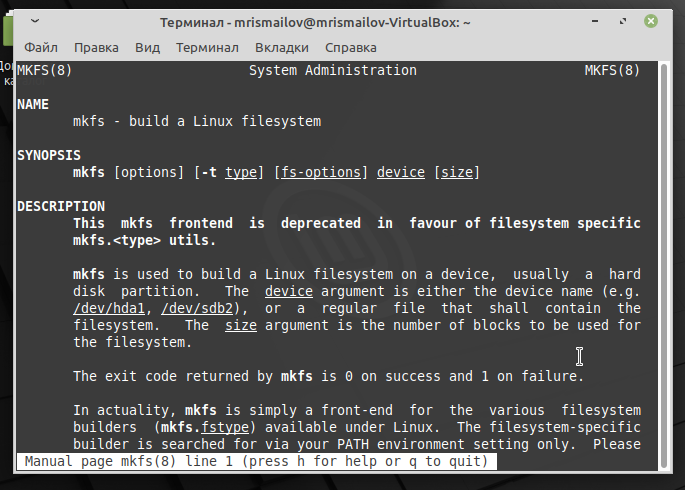 До
Терминал - mrismailov@mrismailov-VirtualBox: ~
ка
Файл Правка Вид Терминал Вкладки Справка
MKFS(8) System Administration MKFS(8)
NAME
mkfs - build a Linux filesystem
SYNOPSIS
mkfs [options] [-t type] [fs-options] device [size]
DESCRIPTION
This mkfs frontend is deprecated in favour of filesystem specific
mkfs.<type> utils.
mkfs is used to build a Linux filesystem on a device, usually a hard
disk partition. The device argument is either the device name (e.g.
/dev/hda1, /dev/sdb2), or a regular file that shall contain the
filesystem. The size argument is the number of blocks to be used for
the filesystem.
The exit code returned by mkfs is 0 on success and 1 on failure.
In actuality, mkfs is simply a front-end for the various filesystem
builders (mkfs.fstype) available under Linux. The filesystem-specific
builder is searched for via your PATH environment setting only. Please
Manual page mkfs(8) line 1 (press h for help or q to quit)